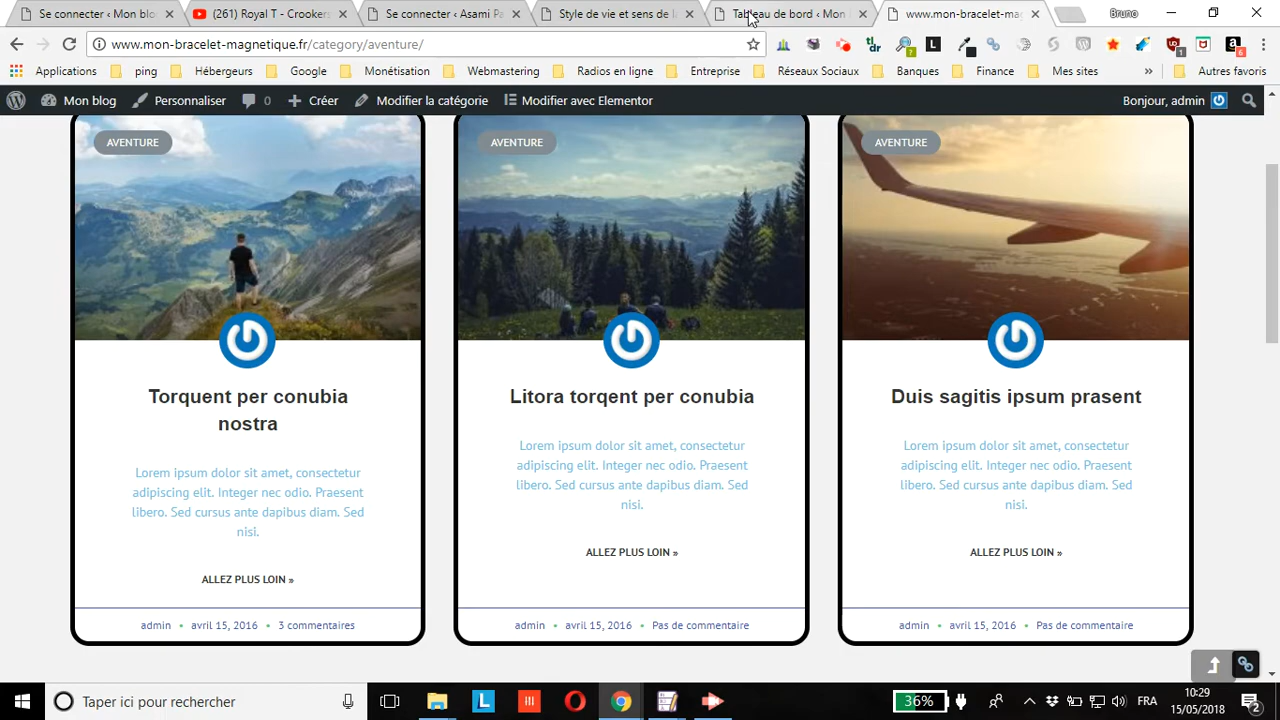 Se connecter ‹ Mon blo
(261) Royal T - Crookers
Se connecter ‹ Asami Pa
Style de vie et sens de la
Tableau de bord ‹ Mon
www.mon-bracelet-ma
Bruno
www.mon-bracelet-magnetique.fr/category/aventure/
tl;dr
L
1
6
Applications
ping
Hébergeurs
Google
Monétisation
Webmastering
Radios en ligne
Entreprise
Réseaux Sociaux
Banques
Finance
Mes sites
»
Autres favoris
Mon blog
Personnaliser
0
Créer
Modifier la catégorie
Modifier avec Elementor
Bonjour, admin
AVENTURE
AVENTURE
AVENTURE
Torquent per conubia
nostra
Lorem ipsum dolor sit amet, consectetur
adipiscing elit. Integer nec odio. Praesent
libero. Sed cursus ante dapibus diam. Sed
nisi.
ALLEZ PLUS LOIN »
admin • avril 15, 2016 • 3 commentaires
Litora torqent per conubia
Lorem ipsum dolor sit amet, consectetur
adipiscing elit. Integer nec odio. Praesent
libero. Sed cursus ante dapibus diam. Sed
nisi.
ALLEZ PLUS LOIN »
admin • avril 15, 2016 • Pas de commentaire
Duis sagitis ipsum prasent
Lorem ipsum dolor sit amet, consectetur
adipiscing elit. Integer nec odio. Praesent
libero. Sed cursus ante dapibus diam. Sed
nisi.
ALLEZ PLUS LOIN »
admin • avril 15, 2016 • Pas de commentaire
Taper ici pour rechercher
L
36%
FRA
10:29
15/05/2018
2